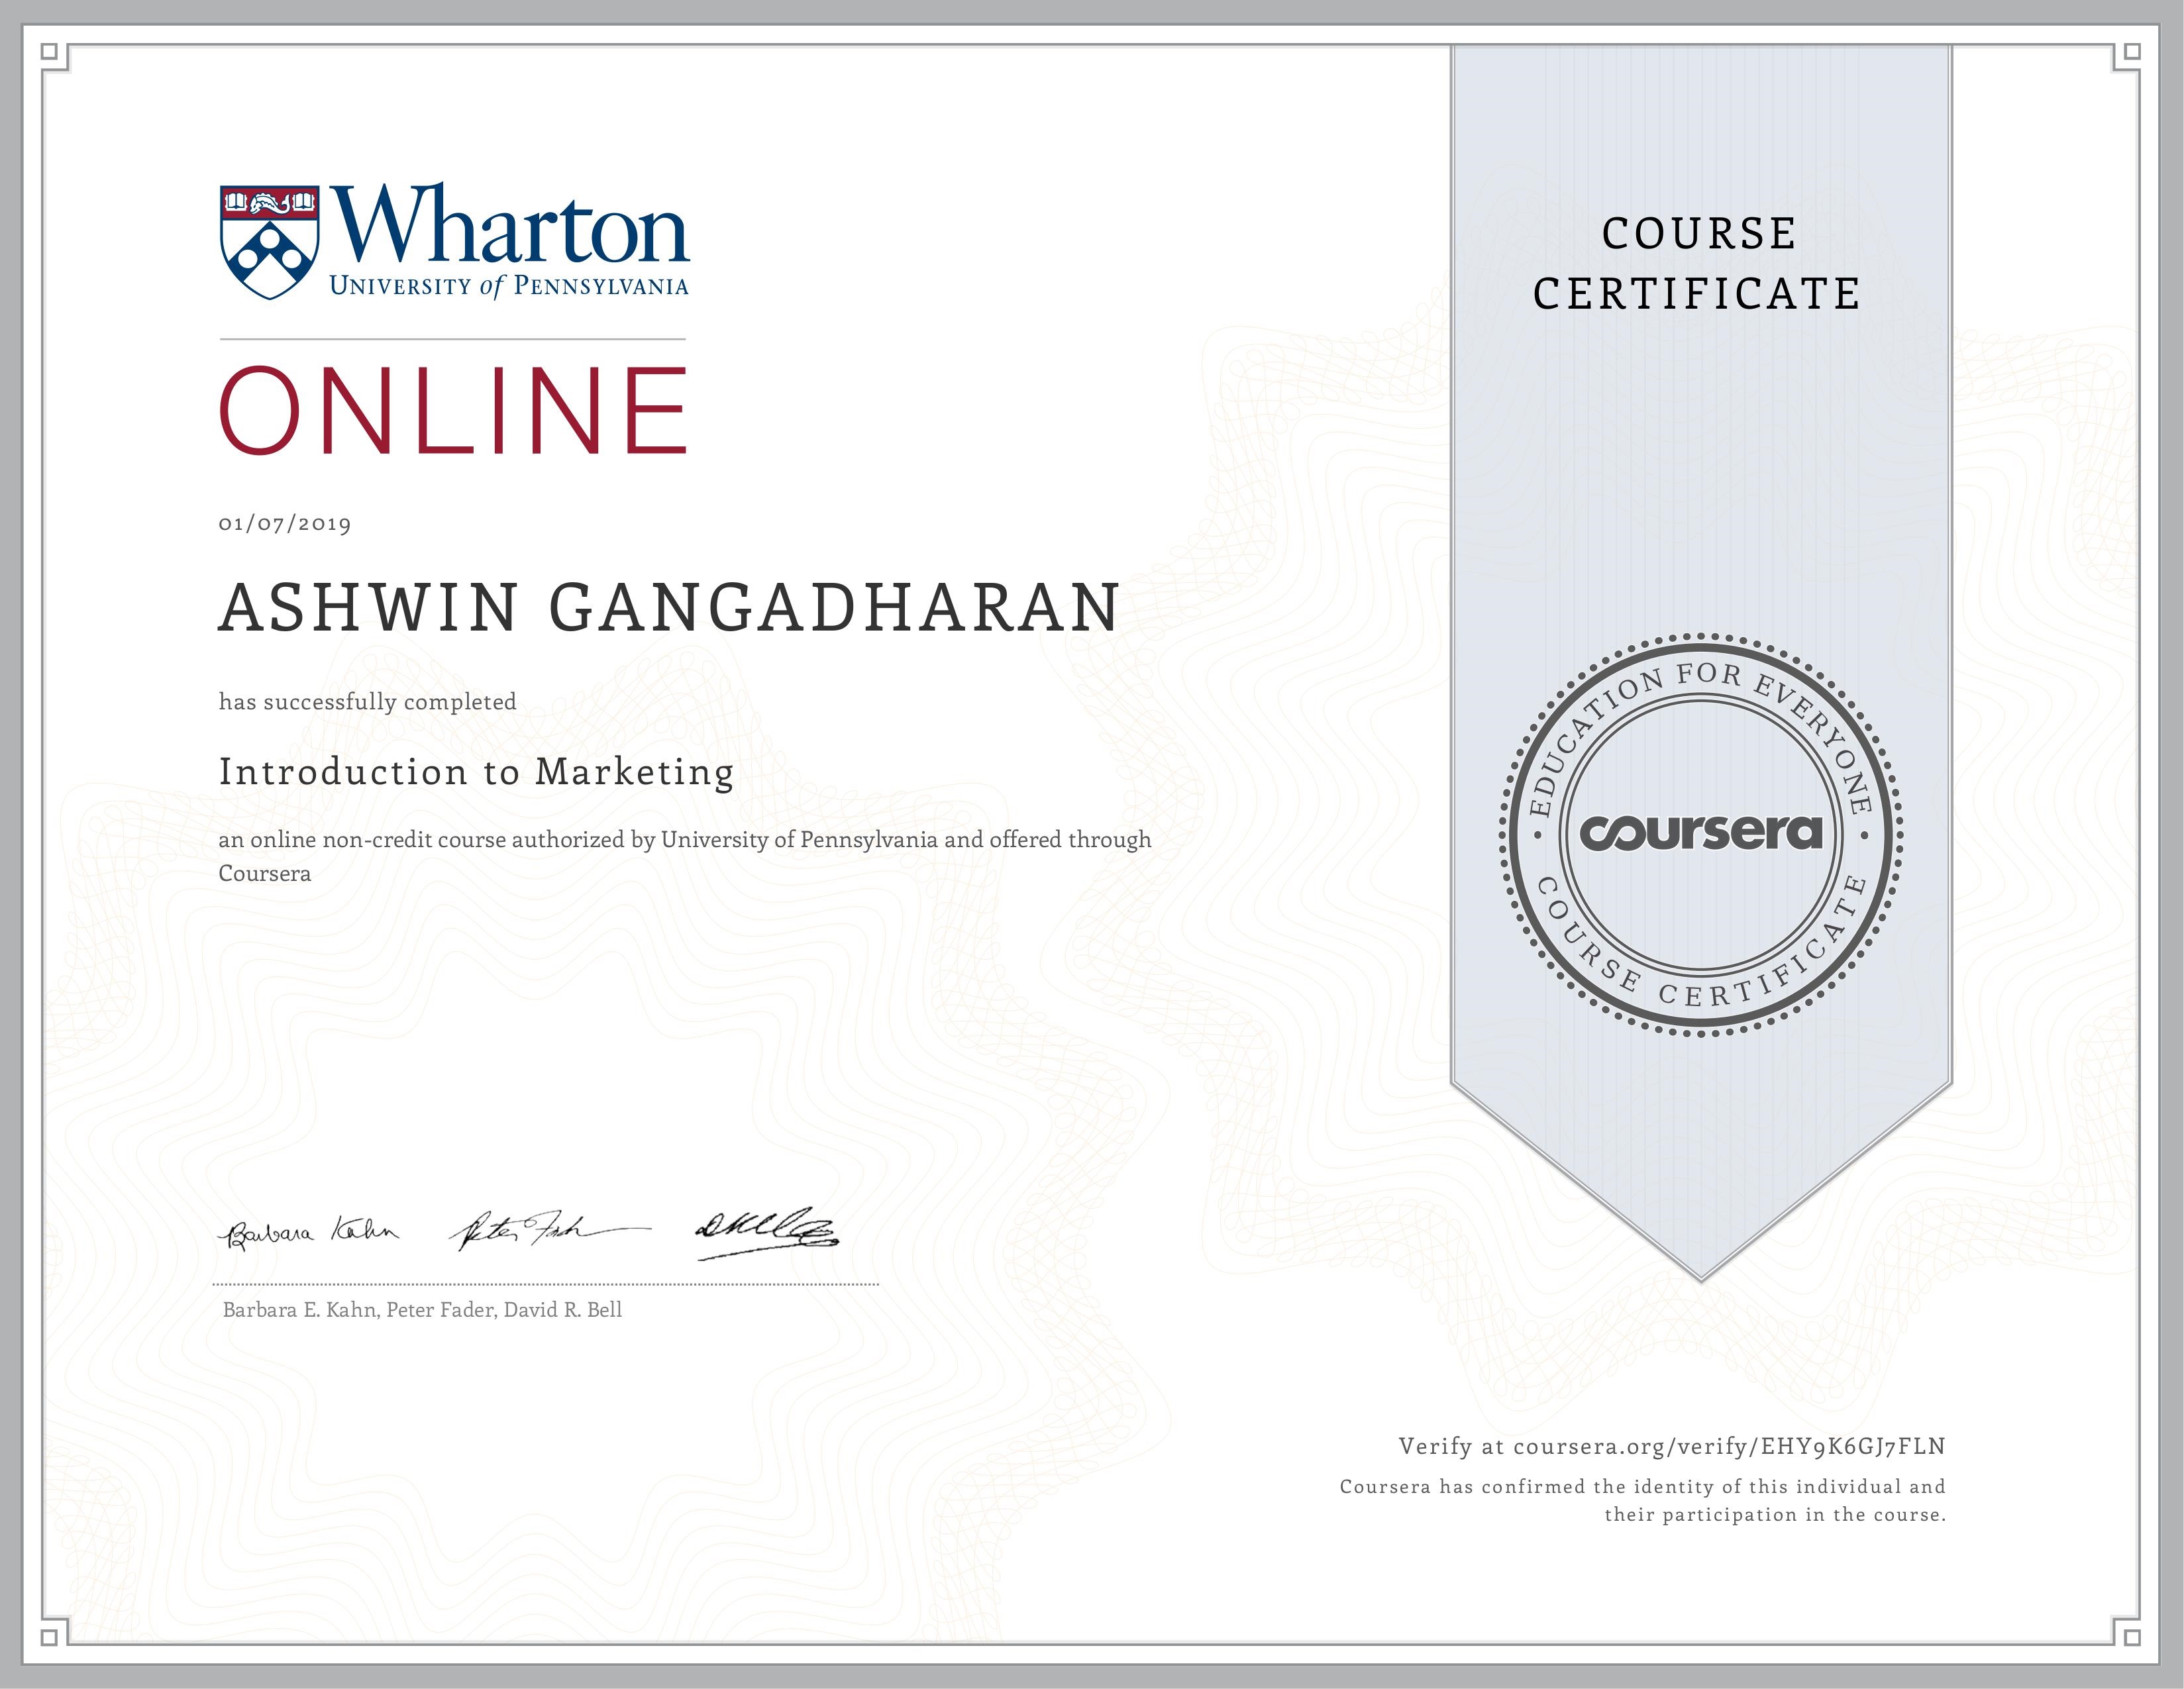 Wharton
UNIVERSITY of PENNSYLVANIA
ONLINE
01/07/2019
ASHWIN GANGADHARAN
has successfully completed
Introduction to Marketing
an online non-credit course authorized by University of Pennsylvania and offered through
Coursera
Barbara Kahn
Barbara E. Kahn, Peter Fader, David R. Bell
COURSE
CERTIFICATE
EDUCATION FOR EVERYONE
coursera
COURSE CERTIFICATE
Verify at coursera.org/verify/EHY9K6GJ7FLN
Coursera has confirmed the identity of this individual and
their participation in the course.